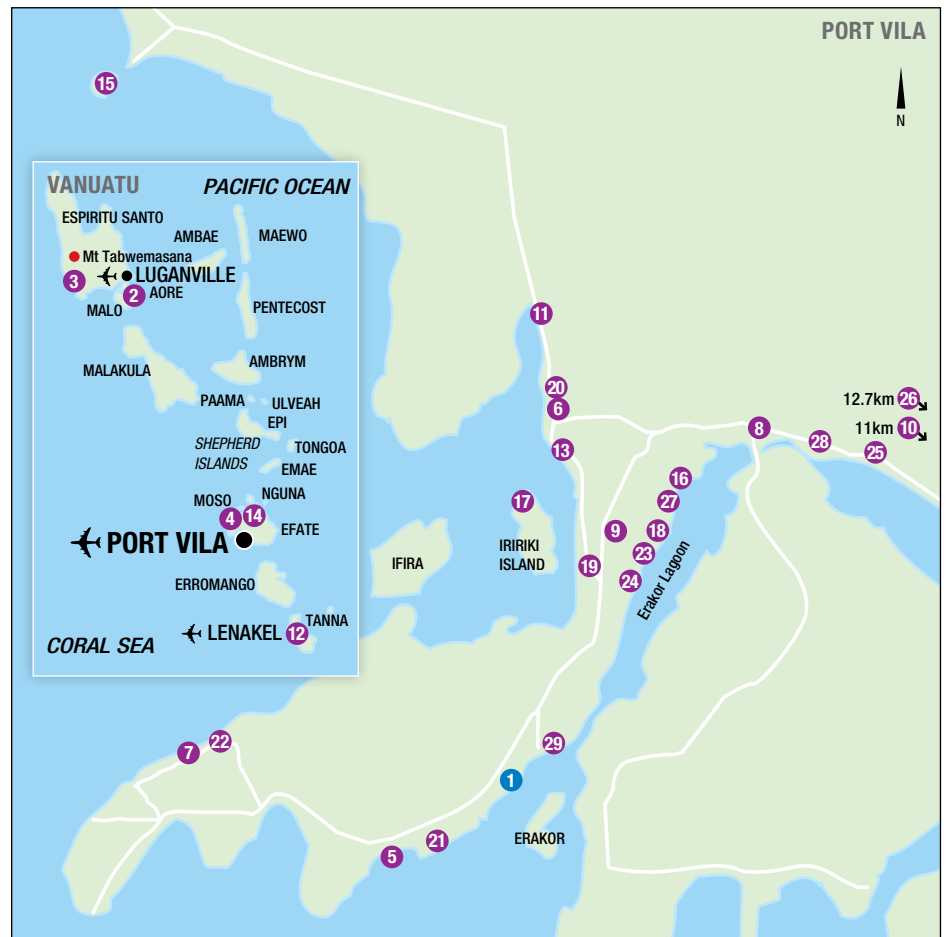 PORT VILA
N
15
VANUATU
PACIFIC OCEAN
ESPIRITU SANTO
AMBAE
MAEWO
Mt Tabwemasana
3
LUGANVILLE
2
AORE
MALO
PENTECOST
MALAKULA
AMBRYM
PAAMA
ULVEAH
EPI
SHEPHERD
ISLANDS
TONGOA
EMAE
NGUNA
MOSO
4
14
EFATE
PORT VILA
ERROMANGO
TANNA
LENAKEL
12
CORAL SEA
11
20
6
13
12.7km 26
11km 10
8
28
25
16
27
17
9
18
23
19
24
IFIRA
IRIRIKI
ISLAND
Erakor Lagoon
22
7
29
1
21
5
ERAKOR